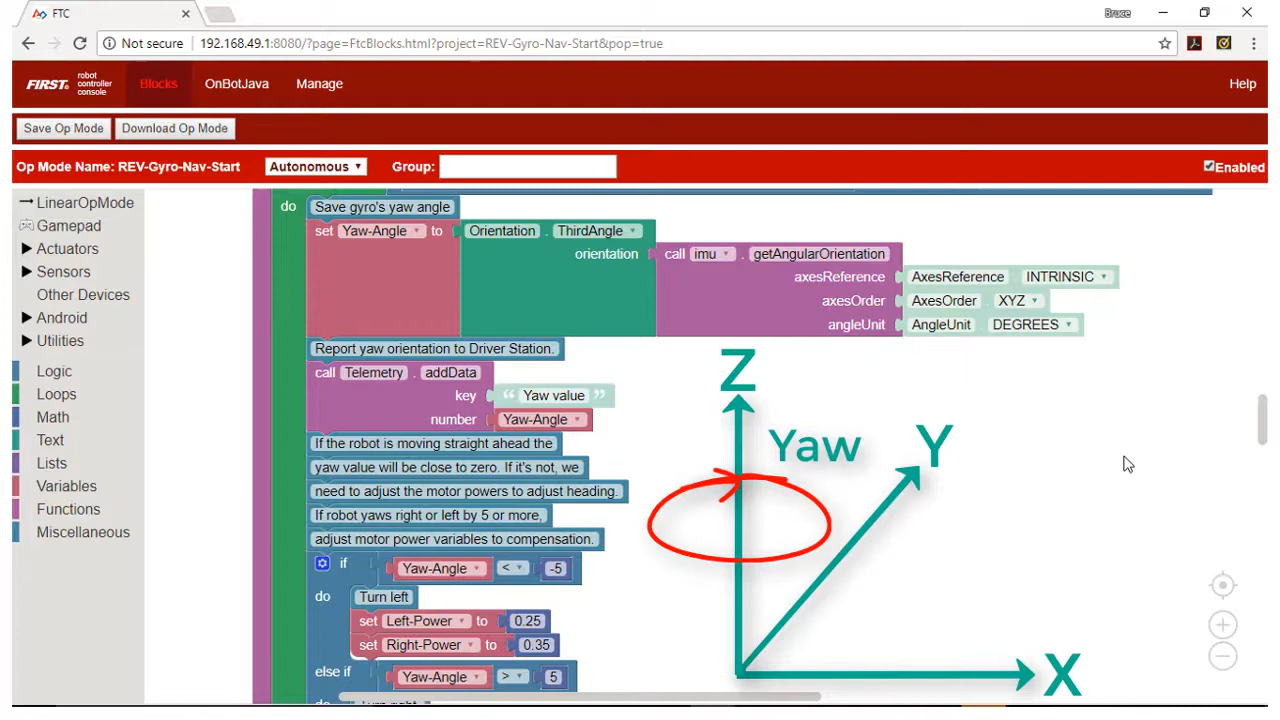 FTC
Bruce
Not secure 192.168.49.1:8080/?page=FtcBlocks.html?project=REV-Gyro-Nav-Start&pop=true
FIRST. robot controller console Blocks OnBotJava Manage Help
Save Op Mode Download Op Mode
Op Mode Name: REV-Gyro-Nav-Start Autonomous Group: Enabled
LinearOpMode
Gamepad
Actuators
Sensors
Other Devices
Android
Utilities
Logic
Loops
Math
Text
Lists
Variables
Functions
Miscellaneous
do Save gyro's yaw angle
set Yaw-Angle to Orientation . ThirdAngle
orientation call imu . getAngularOrientation
axesReference AxesReference INTRINSIC
axesOrder AxesOrder XYZ
angleUnit AngleUnit DEGREES
Report yaw orientation to Driver Station.
call Telemetry . addData
key “ Yaw value ”
number Yaw-Angle
If the robot is moving straight ahead the
yaw value will be close to zero. If it's not, we
need to adjust the motor powers to adjust heading.
If robot yaws right or left by 5 or more,
adjust motor power variables to compensation.
if Yaw-Angle < -5
do Turn left
set Left-Power to 0.25
set Right-Power to 0.35
else if Yaw-Angle > 5
do Turn right
Z
Yaw
Y
X